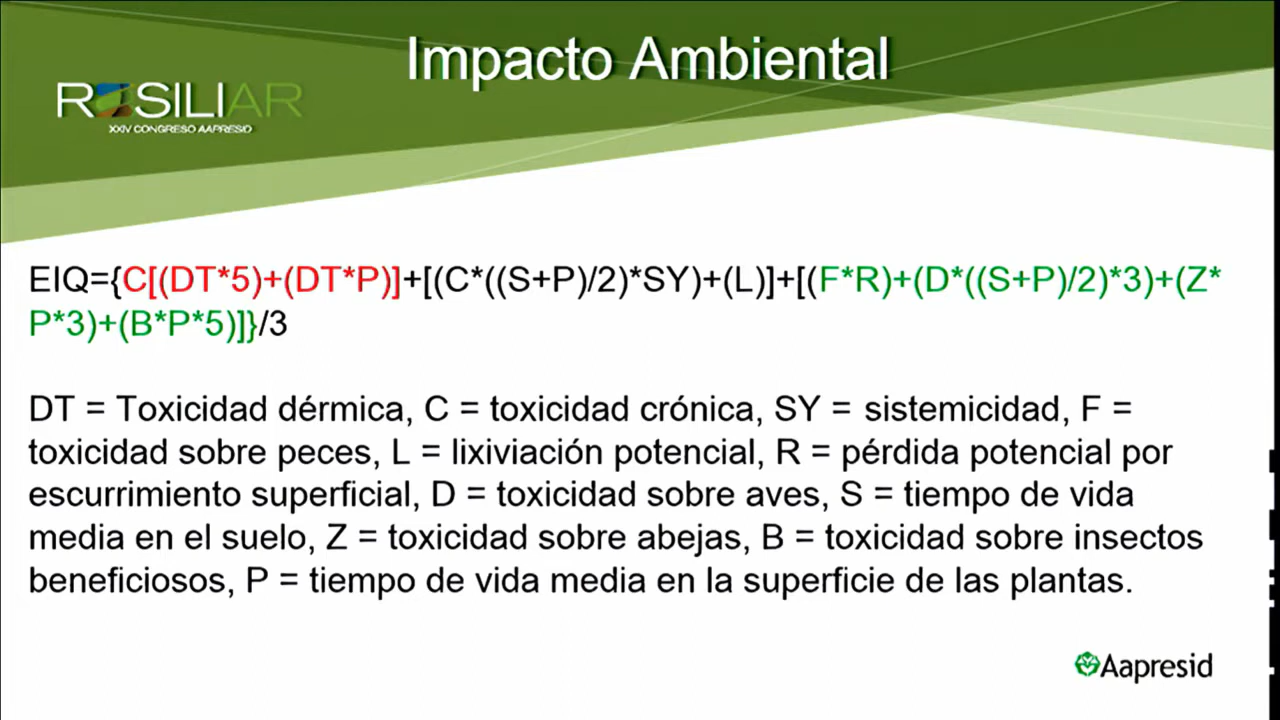 Impacto Ambiental
ROSILIAR
XXIV CONGRESO AAPRESID
EIQ={C[(DT*5)+(DT*P)]+[(C*((S+P)/2)*SY)+(L)]+[(F*R)+(D*((S+P)/2)*3)+(Z*
P*3)+(B*P*5)]}/3
DT = Toxicidad dérmica, C = toxicidad crónica, SY = sistemicidad, F =
toxicidad sobre peces, L = lixiviación potencial, R = pérdida potencial por
escurrimiento superficial, D = toxicidad sobre aves, S = tiempo de vida
media en el suelo, Z = toxicidad sobre abejas, B = toxicidad sobre insectos
beneficiosos, P = tiempo de vida media en la superficie de las plantas.
Aapresid